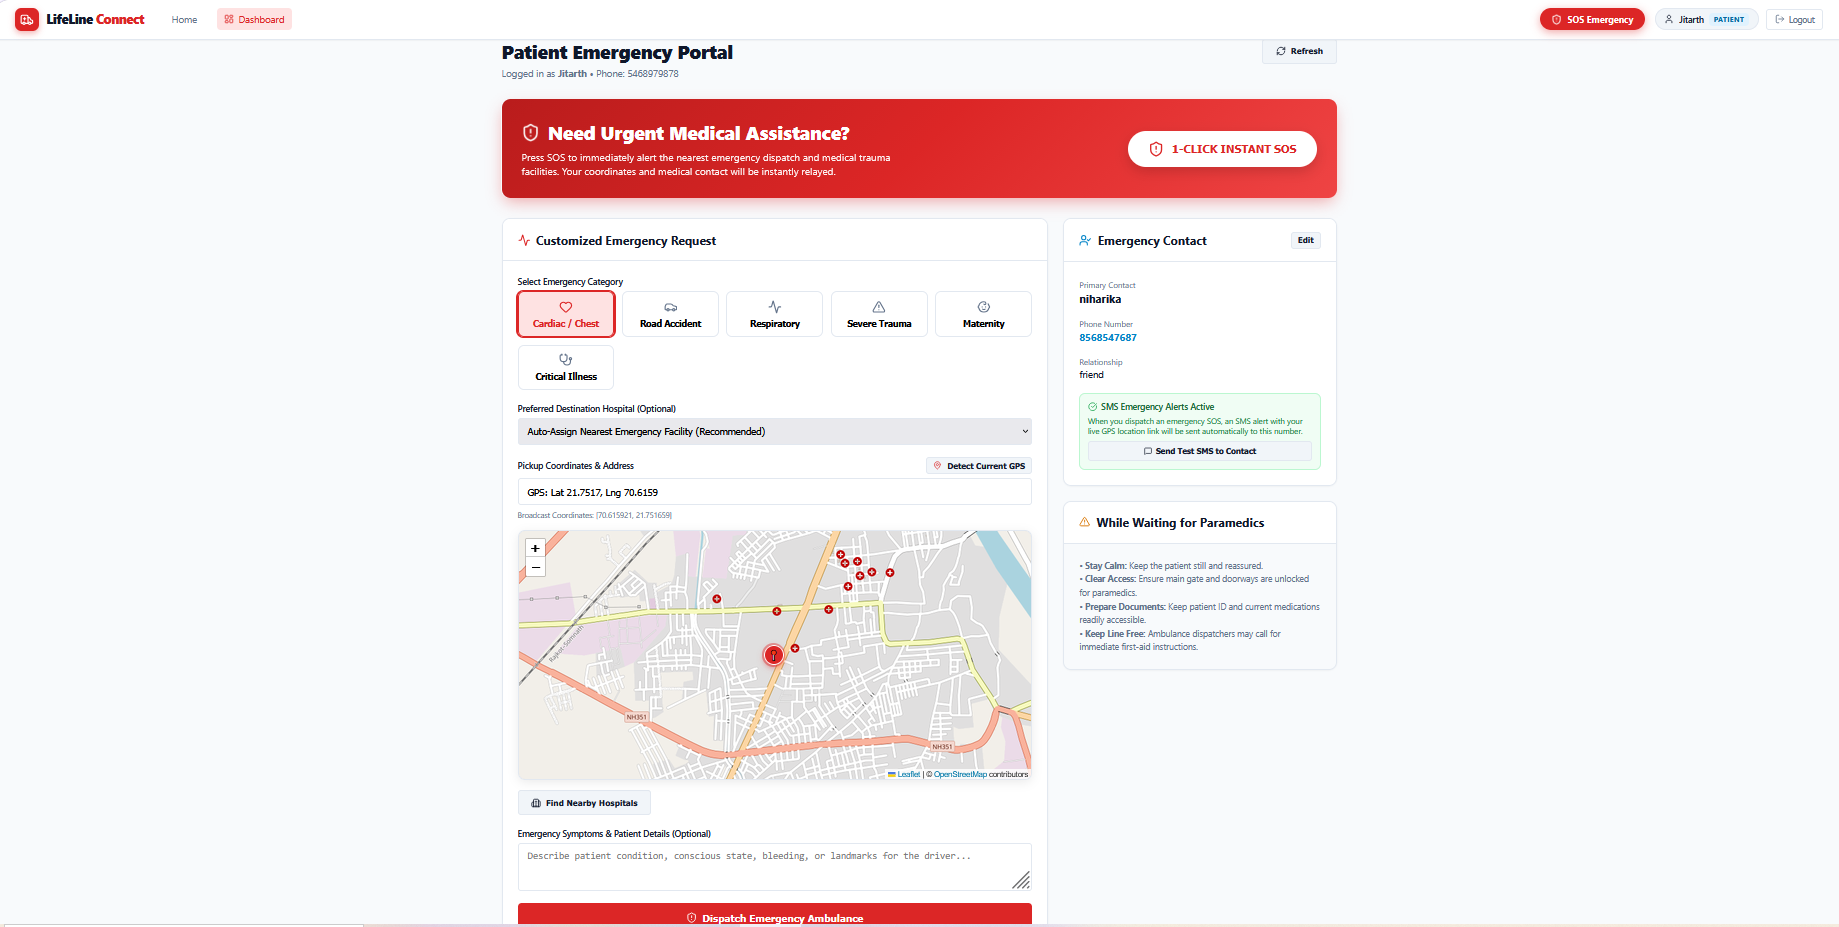 LifeLine Connect
Home
Dashboard
SOS Emergency
Jitarth PATIENT
Logout
Patient Emergency Portal
Logged in as Jitarth • Phone: 5468979878
Refresh
Need Urgent Medical Assistance?
Press SOS to immediately alert the nearest emergency dispatch and medical trauma
facilities. Your coordinates and medical contact will be instantly relayed.
1-CLICK INSTANT SOS
Customized Emergency Request
Select Emergency Category
Cardiac / Chest
Road Accident
Respiratory
Severe Trauma
Maternity
Critical Illness
Preferred Destination Hospital (Optional)
Auto-Assign Nearest Emergency Facility (Recommended)
Pickup Coordinates & Address
Detect Current GPS
GPS: Lat 21.7517, Lng 70.6159
Broadcast Coordinates: [70.615921, 21.751659]
+
−
Rajkot-Somnath
NH351
NH351
Leaflet | © OpenStreetMap contributors
Find Nearby Hospitals
Emergency Symptoms & Patient Details (Optional)
Describe patient condition, conscious state, bleeding, or landmarks for the driver...
Dispatch Emergency Ambulance
Emergency Contact
Edit
Primary Contact
niharika
Phone Number
8568547687
Relationship
friend
SMS Emergency Alerts Active
When you dispatch an emergency SOS, an SMS alert with your
live GPS location link will be sent automatically to this number.
Send Test SMS to Contact
While Waiting for Paramedics
• Stay Calm: Keep the patient still and reassured.
• Clear Access: Ensure main gate and doorways are unlocked
for paramedics.
• Prepare Documents: Keep patient ID and current medications
readily accessible.
• Keep Line Free: Ambulance dispatchers may call for
immediate first-aid instructions.